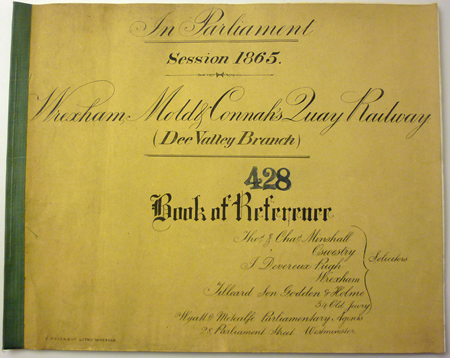 In Parliament
Session 1865.
Wrexham Mold & Connah's Quay Railway
(Dee Valley Branch)
428
Book of Reference
Thos. & Chas. Minshall
Oswestry
J. Devereux Pugh
Wrexham
Solicitors
Tilleard Son Godden & Holme
34 Old Jewry
Wyatt & Metcalfe Parliamentary Agents
28 Parliament Street Westminster